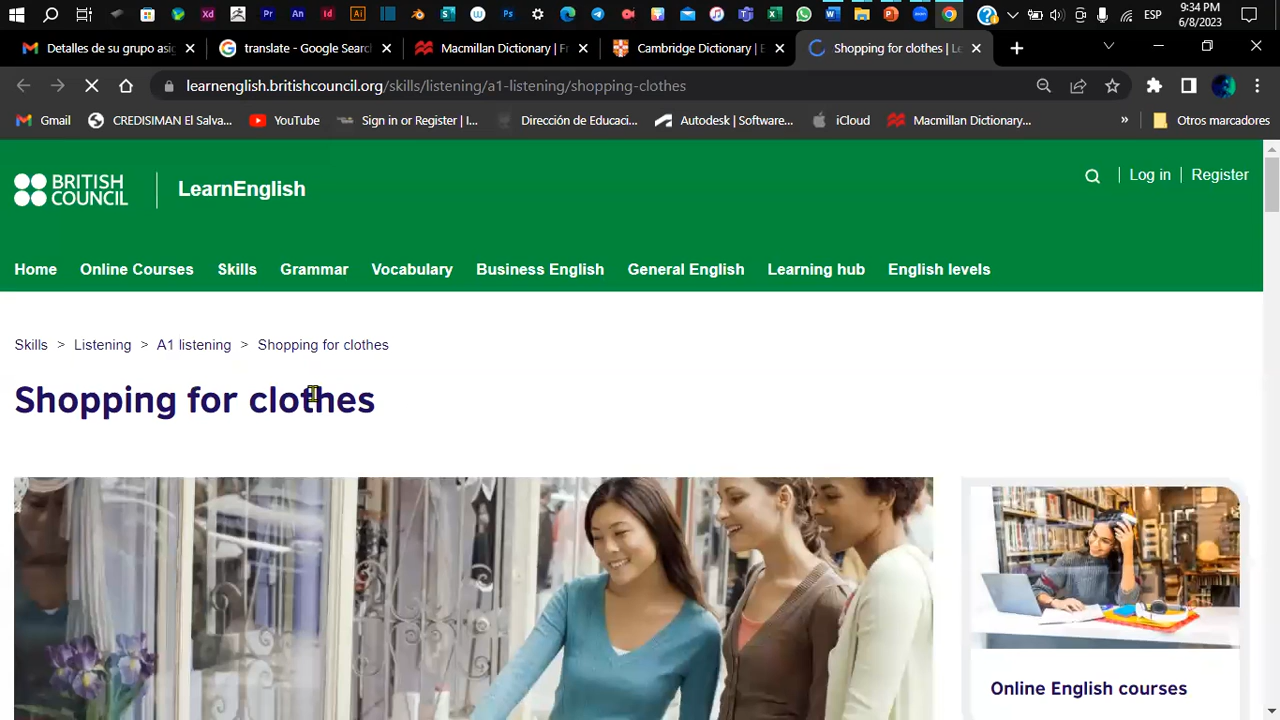 9:34 PM
ESP
6/8/2023
Detalles de su grupo asi
translate - Google Searc
Macmillan Dictionary | Fr
Cambridge Dictionary | E
Shopping for clothes | Le
learnenglish.britishcouncil.org/skills/listening/a1-listening/shopping-clothes
Gmail
CREDISIMAN El Salva...
YouTube
Sign in or Register | I...
Dirección de Educaci...
Autodesk | Software...
iCloud
Macmillan Dictionary...
»
Otros marcadores
BRITISH
COUNCIL
LearnEnglish
Log in
Register
Home
Online Courses
Skills
Grammar
Vocabulary
Business English
General English
Learning hub
English levels
Skills > Listening > A1 listening > Shopping for clothes
Shopping for clothes
Online English courses